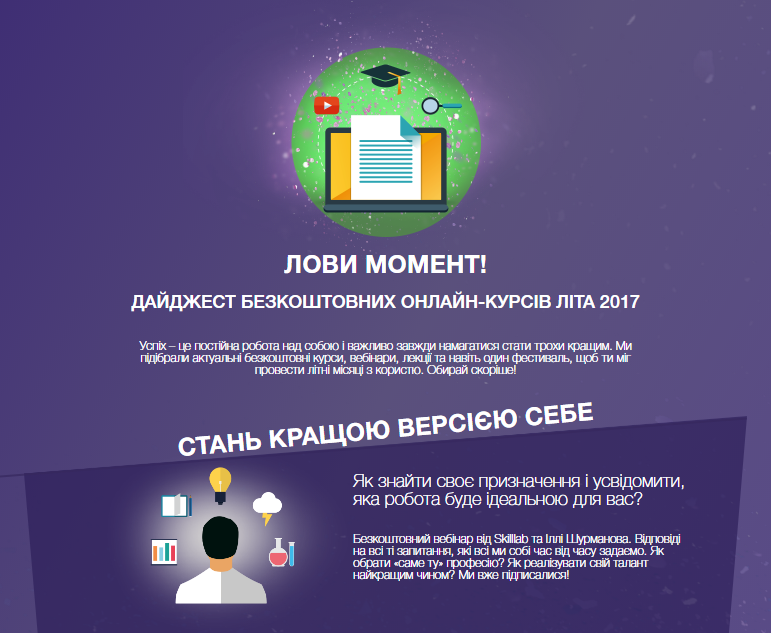 ЛОВИ МОМЕНТ!
ДАЙДЖЕСТ БЕЗКОШТОВНИХ ОНЛАЙН-КУРСІВ ЛІТА 2017
Успіх – це постійна робота над собою і важливо завжди намагатися стати трохи кращим. Ми
підібрали актуальні безкоштовні курси, вебінари, лекції та навіть один фестиваль, щоб ти міг
провести літні місяці з користю. Обирай скоріше!
СТАНЬ КРАЩОЮ ВЕРСІЄЮ СЕБЕ
Як знайти своє призначення і усвідомити,
яка робота буде ідеальною для вас?
Безкоштовний вебінар від Skilllab та Іллі Шурманова. Відповіді
на всі ті запитання, які всі ми собі час від часу задаємо. Як
обрати «саме ту» професію? Як реалізувати свій талант
найкращим чином? Ми вже підписалися!